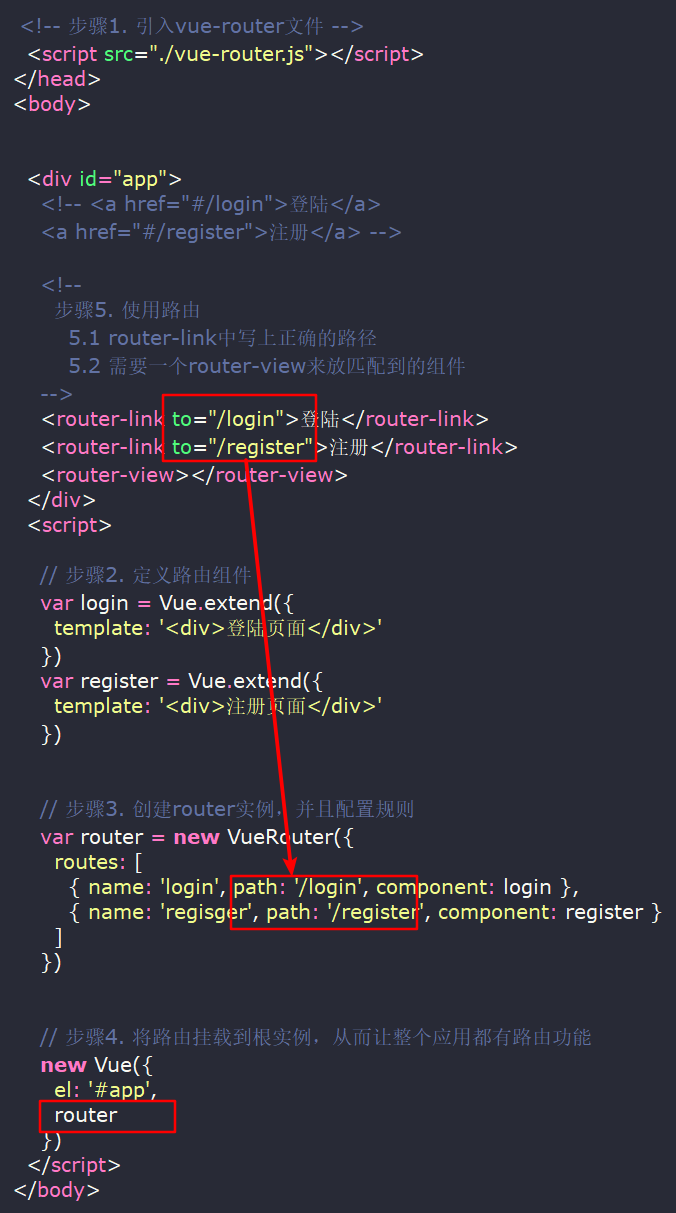 <!-- 步骤1. 引入vue-router文件 -->
<script src="./vue-router.js"></script>
</head>
<body>
<div id="app">
<!-- <a href="#/login">登陆</a>
<a href="#/register">注册</a> -->
<!--
步骤5. 使用路由
5.1 router-link中写上正确的路径
5.2 需要一个router-view来放匹配到的组件
-->
<router-link to="/login">登陆</router-link>
<router-link to="/register">注册</router-link>
<router-view></router-view>
</div>
<script>
// 步骤2. 定义路由组件
var login = Vue.extend({
template: '<div>登陆页面</div>'
})
var register = Vue.extend({
template: '<div>注册页面</div>'
})
// 步骤3. 创建router实例，并且配置规则
var router = new VueRouter({
routes: [
{ name: 'login', path: '/login', component: login },
{ name: 'regisger', path: '/register', component: register }
]
})
// 步骤4. 将路由挂载到根实例，从而让整个应用都有路由功能
new Vue({
el: '#app',
router
})
</script>
</body>